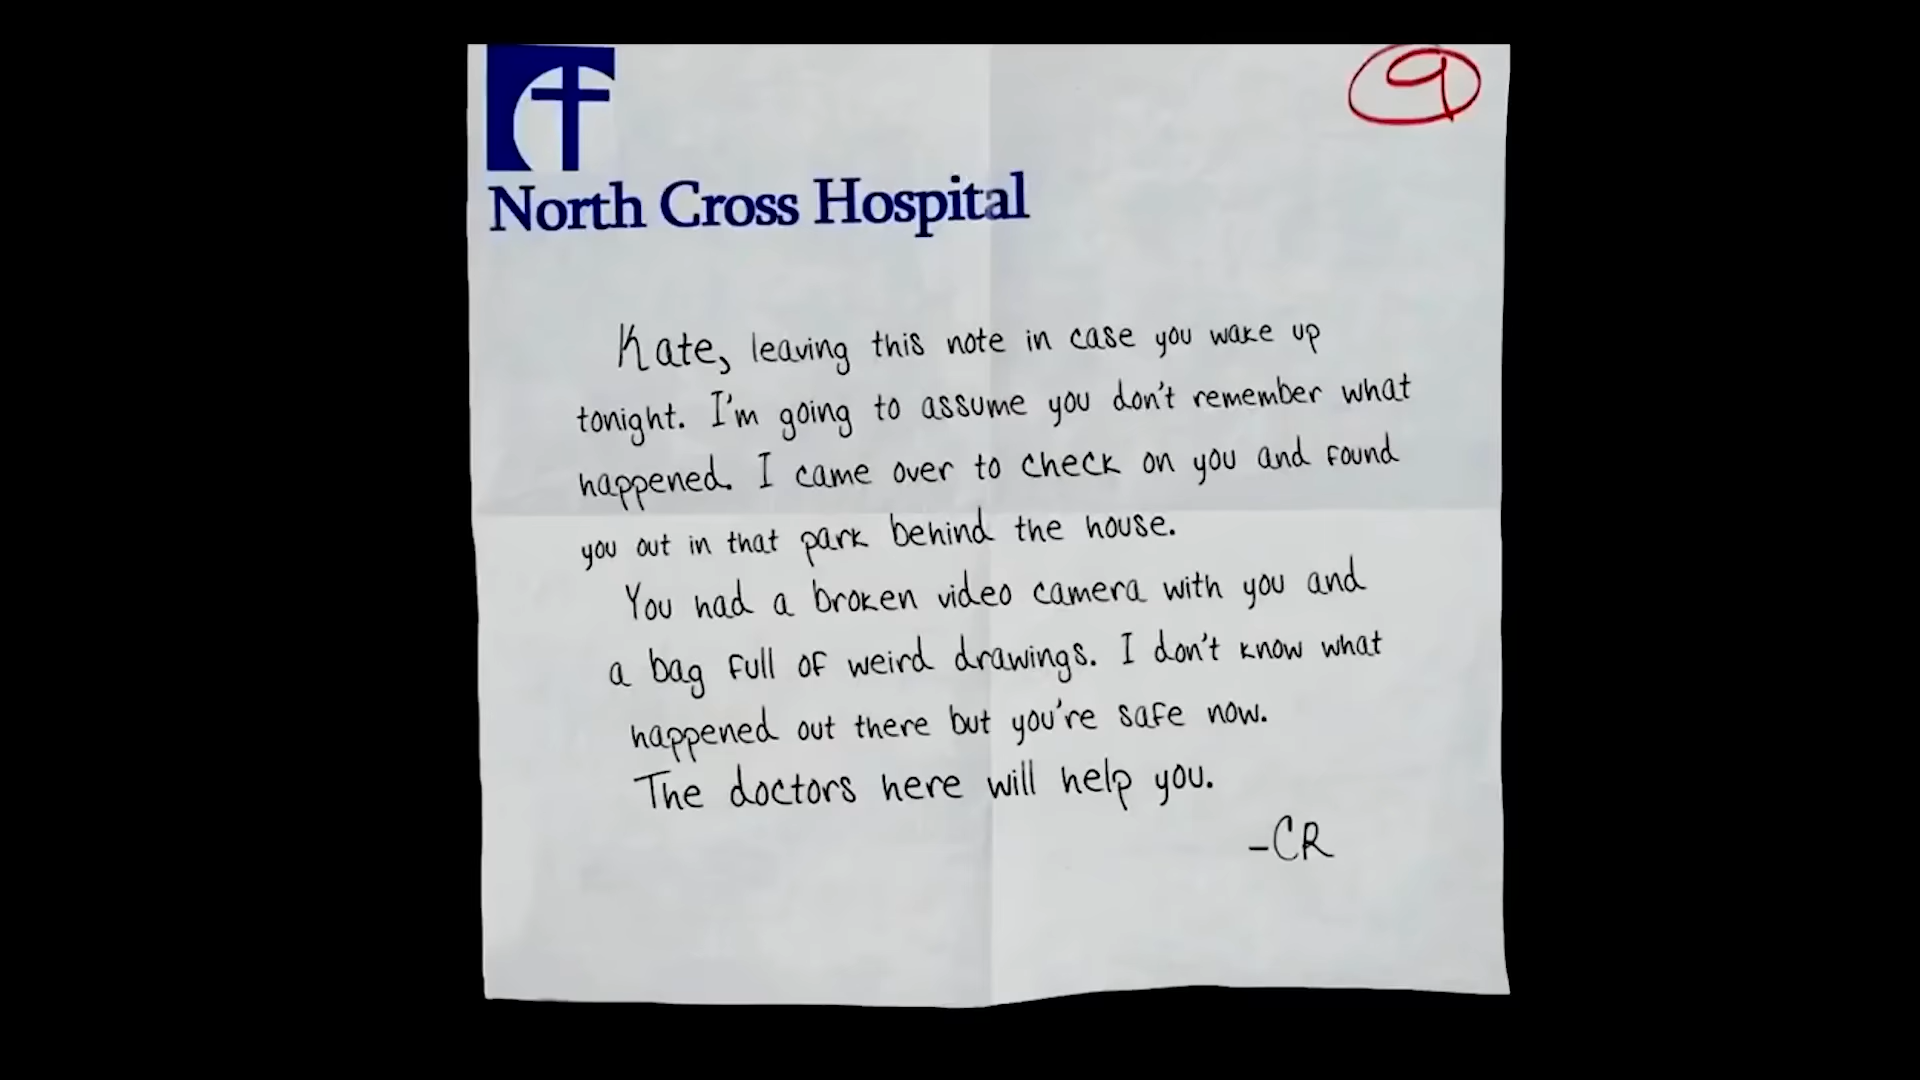 9
North Cross Hospital
Kate, leaving this note in case you wake up
tonight. I'm going to assume you don't remember what
happened. I came over to check on you and found
you out in that park behind the house.
You had a broken video camera with you and
a bag full of weird drawings. I don't know what
happened out there but you're safe now.
The doctors here will help you.
-CR